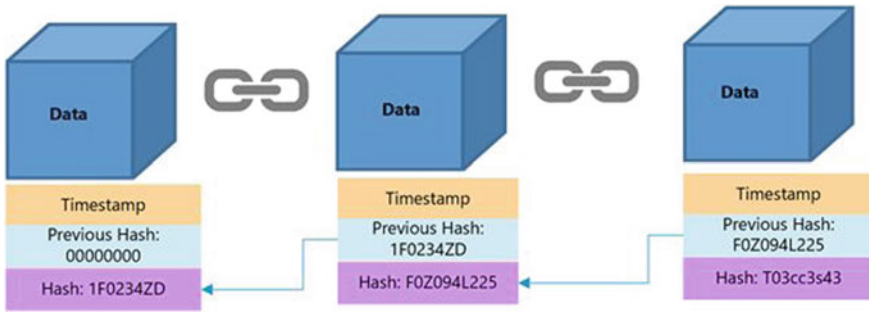 Data
Timestamp
Previous Hash:
00000000
Hash: 1F0234ZD
Data
Timestamp
Previous Hash:
1F0234ZD
Hash: F0Z094L225
Data
Timestamp
Previous Hash:
F0Z094L225
Hash: T03cc3s43